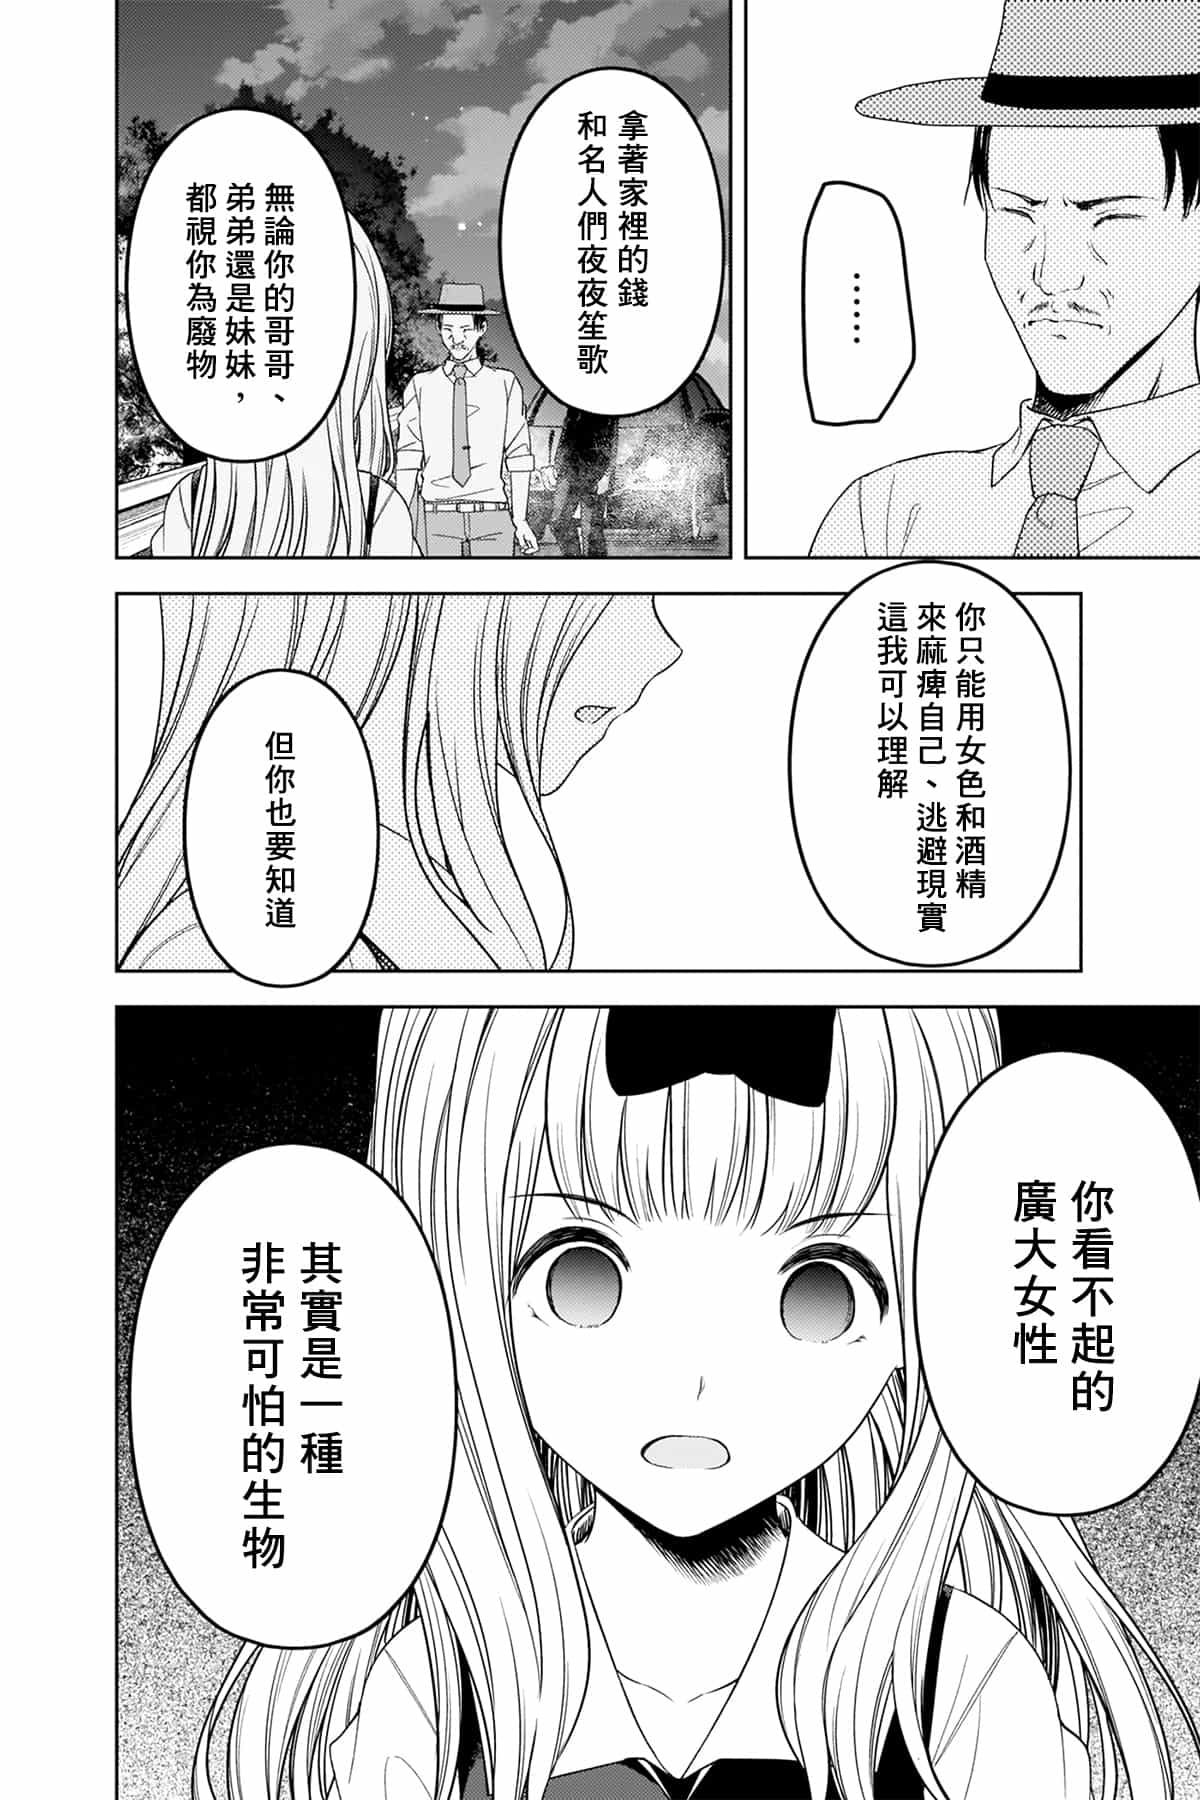 ……
拿著家裡的錢
和名人們夜夜笙歌
無論你的哥哥、
弟弟還是妹妹，
都視你為廢物
你只能用女色和酒精
來麻痺自己、逃避現實
這我可以理解
但你也要知道
你看不起的
廣大女性
其實是一種
非常可怕的生物